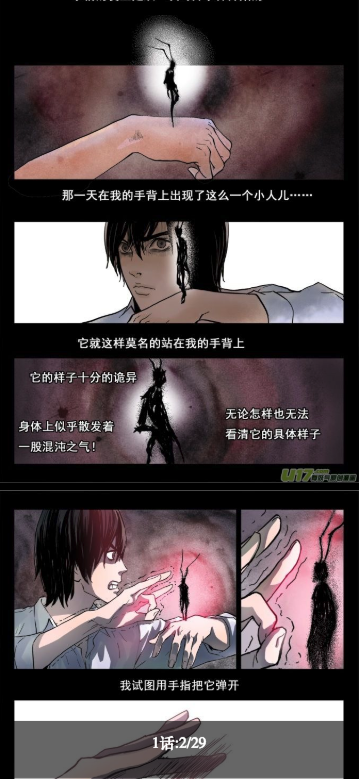 那一天在我的手背上出现了这么一个小人儿……
它就这样莫名的站在我的手背上
它的样子十分的诡异
身体上似乎散发着
一股混沌之气！
无论怎样也无法
看清它的具体样子
U17
我试图用手指把它弹开
1话:2/29